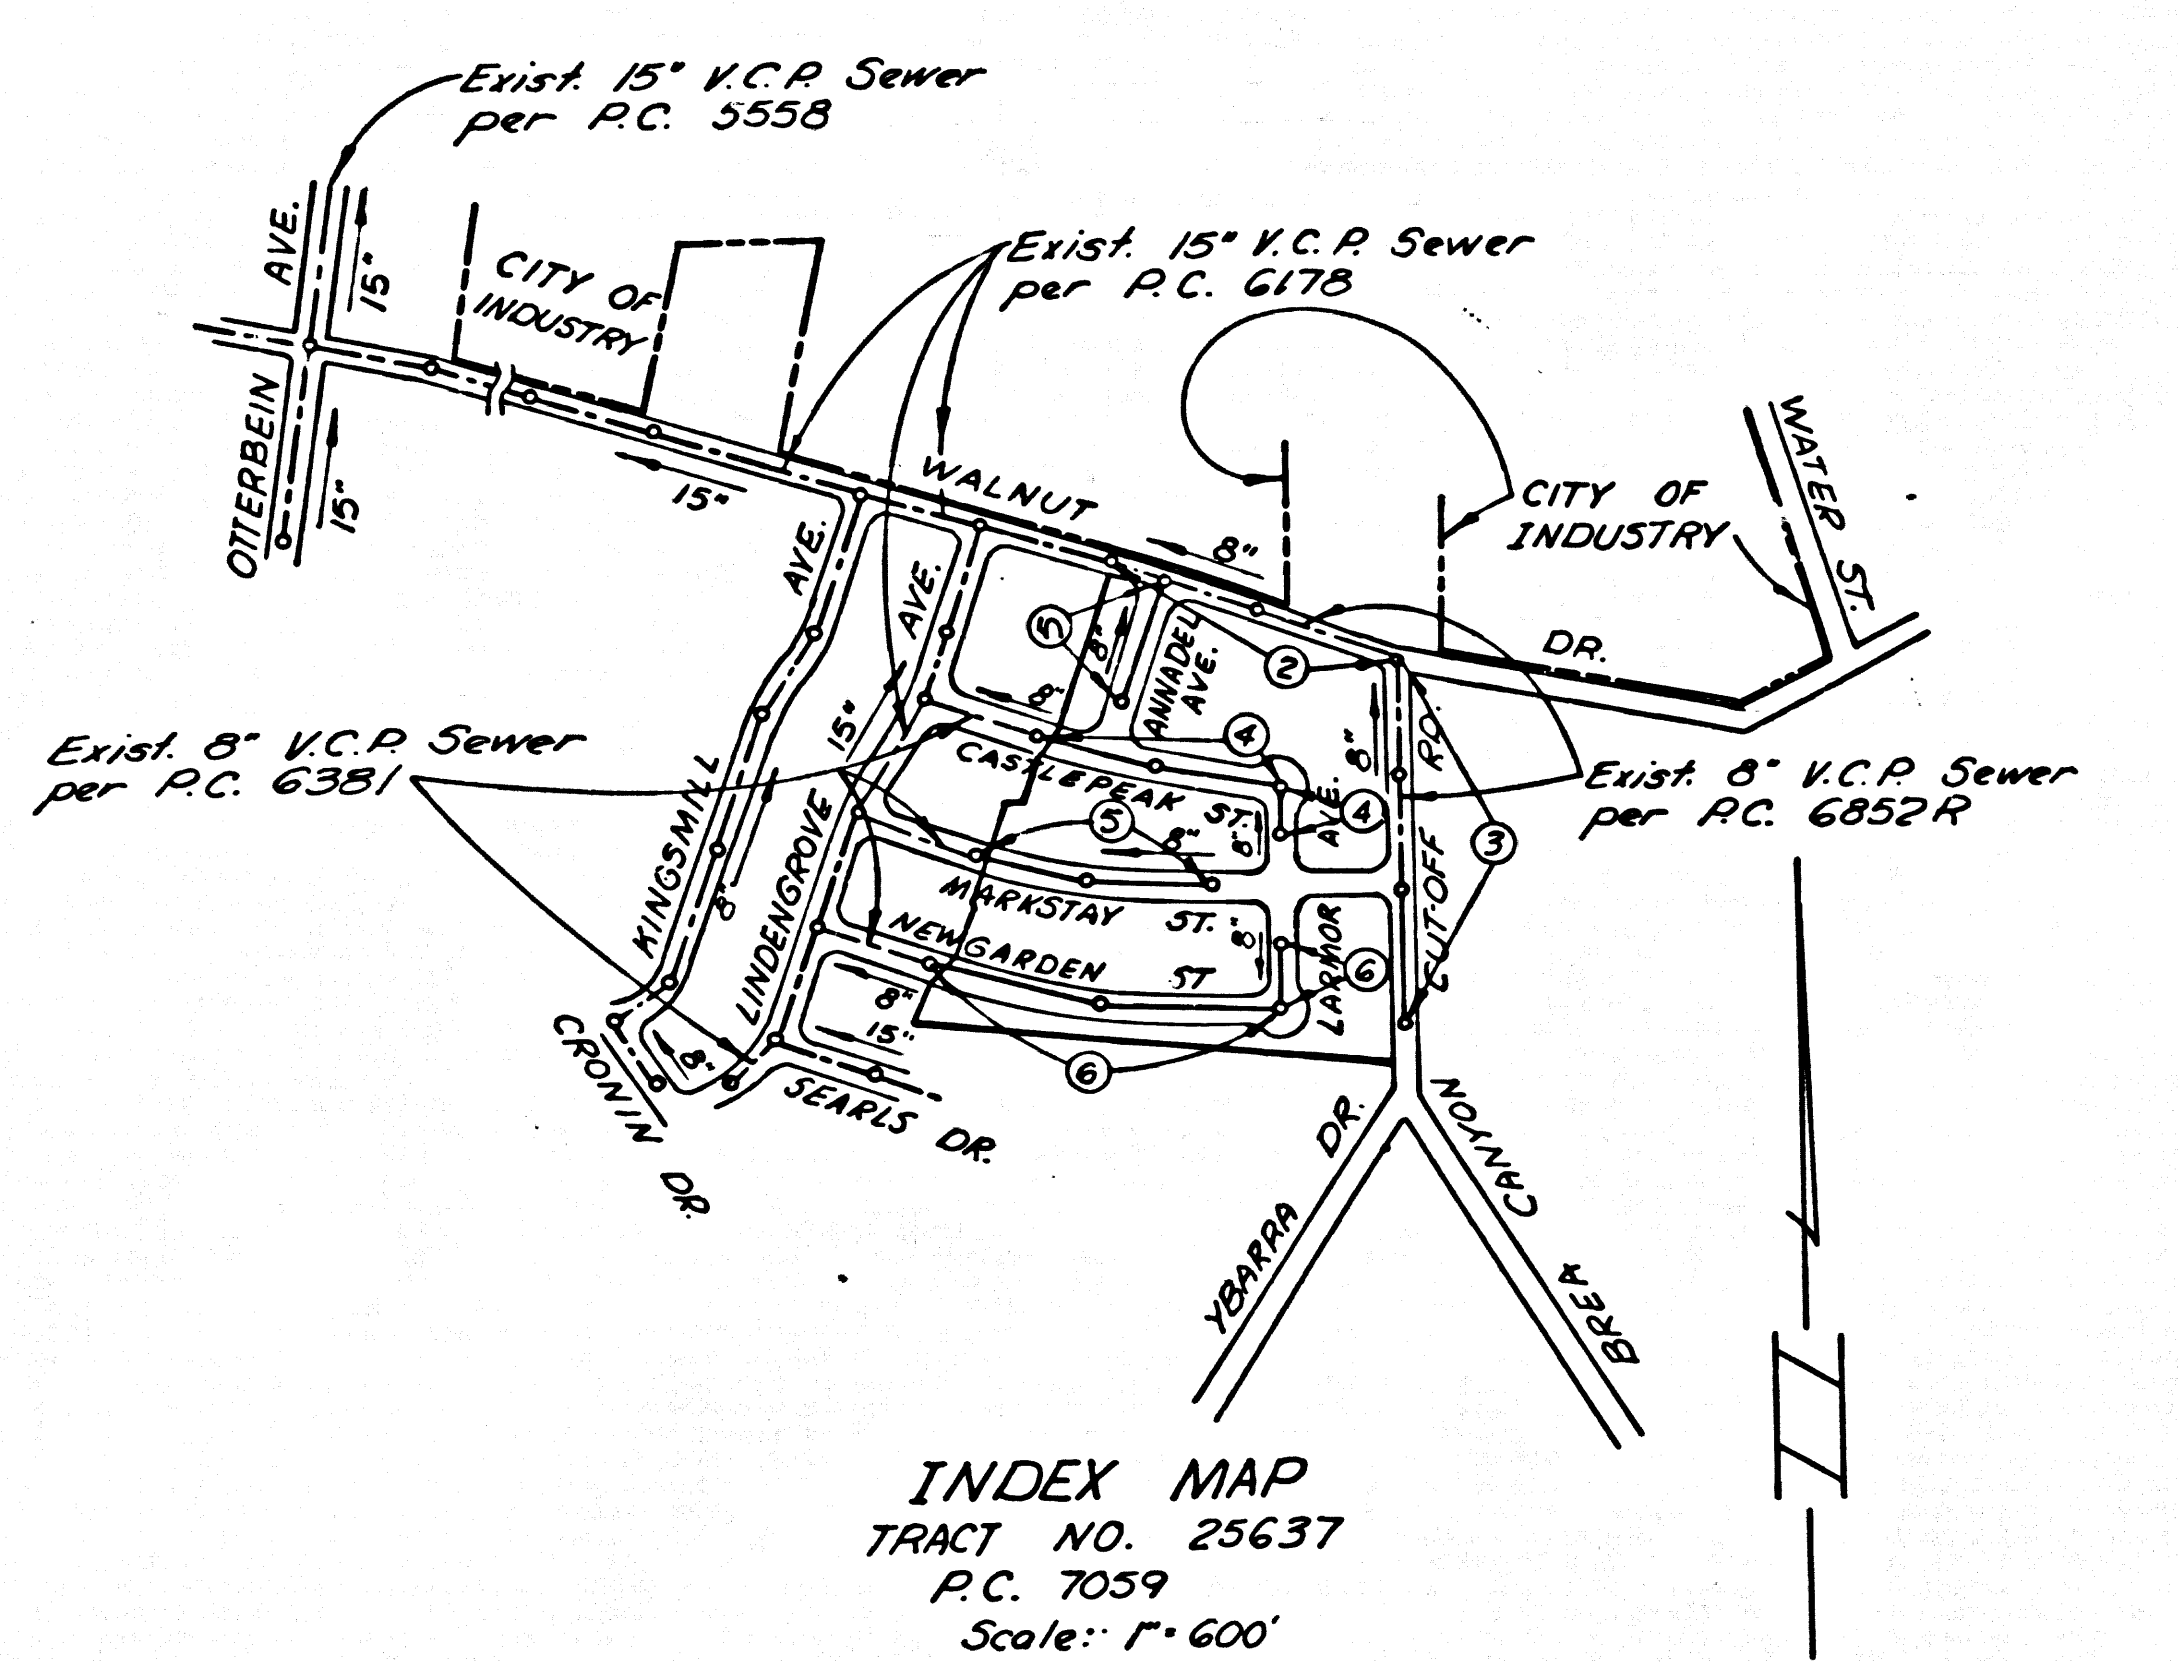 Exist. 15" V.C.P. Sewer
per P.C. 5558
AVE.
15"
CITY OF
INDUSTRY
Exist. 15" V.C.P. Sewer
per P.C. 6178
OTTERBEIN
15"
15"
WALNUT
8"
CITY OF
INDUSTRY
WATER ST.
DR.
AVE.
AVE.
5
8"
ANNADEL
AVE.
2
8"
15"
4
8"
RD.
Exist. 8" V.C.P. Sewer
per P.C. 6381
CASTLEPEAK ST.
5
8"
8"
AVE.
4
3
Exist. 8" V.C.P. Sewer
per P.C. 6852R
KINGSMILL
8"
LINDENGROVE
MARKSTAY ST.
NEWGARDEN ST
8"
LARMOR
6
CUT-OFF
8"
15"
6
CRONIN DR.
8"
SEARLS DR.
YBARRA DR.
BREA CANYON
INDEX MAP
TRACT NO. 25637
P.C. 7059
Scale: 1" = 600'